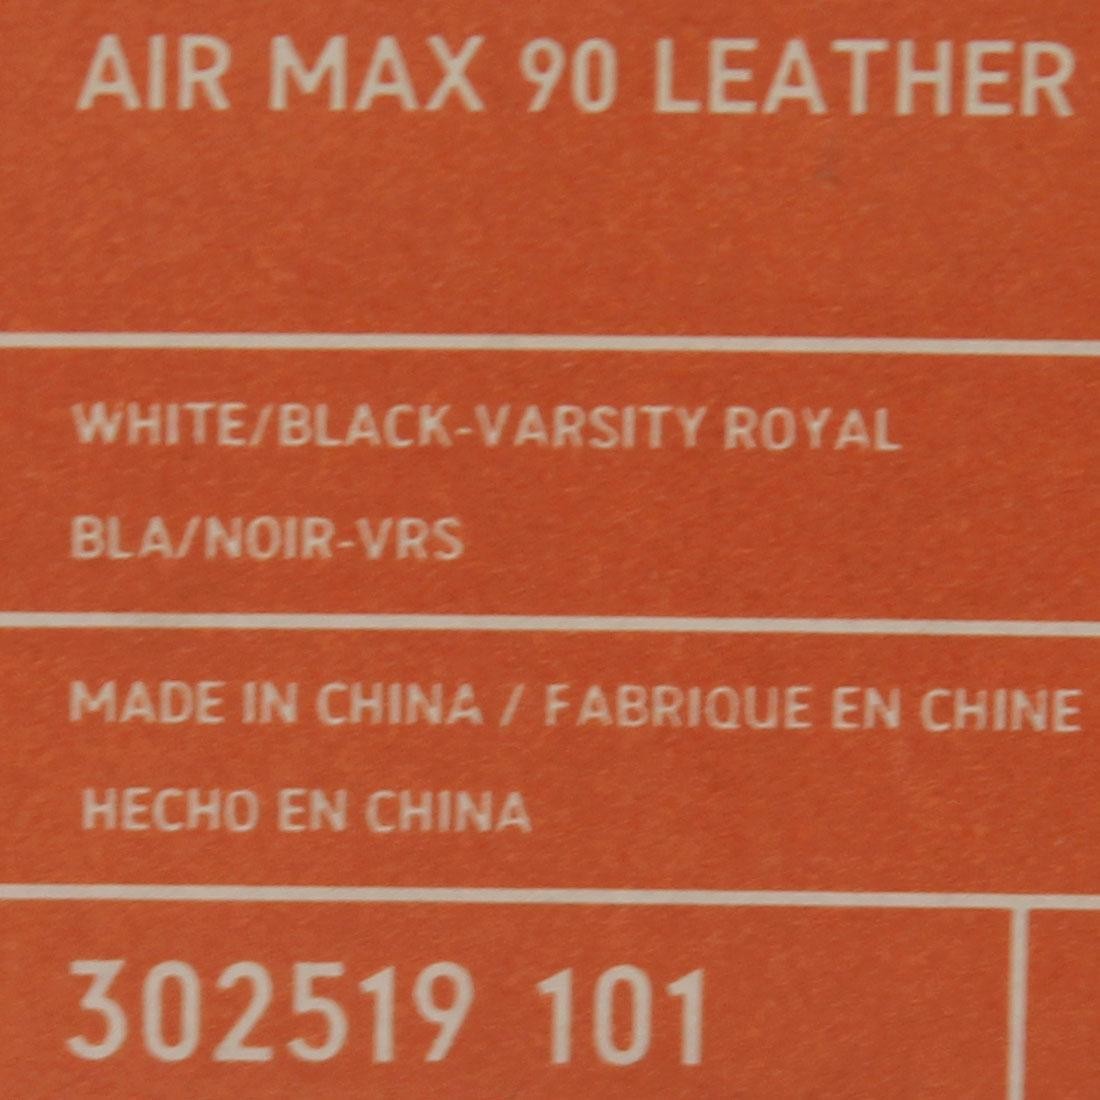 AIR MAX 90 LEATHER
WHITE/BLACK-VARSITY ROYAL
BLA/NOIR-VRS
MADE IN CHINA / FABRIQUE EN CHINE
HECHO EN CHINA
302519 101